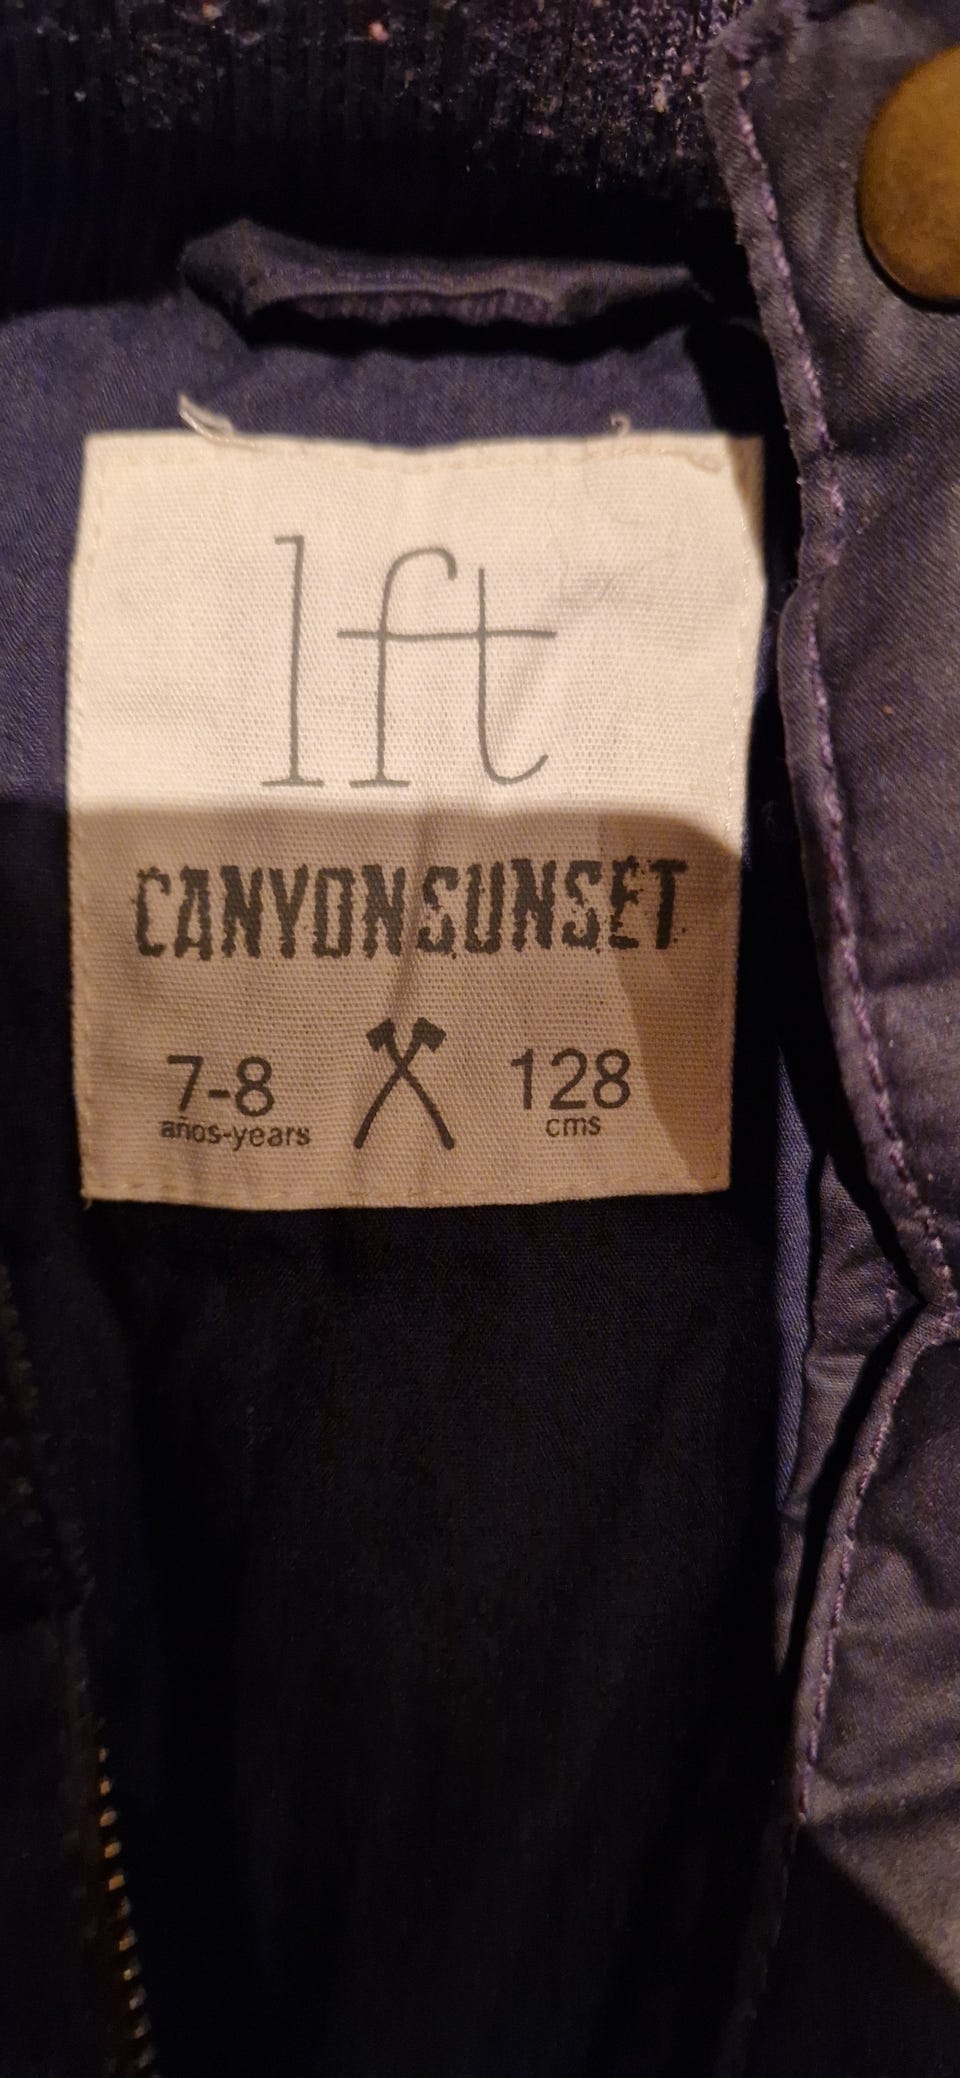 lft
CANYONSUNSET
7-8 128
años-years cms